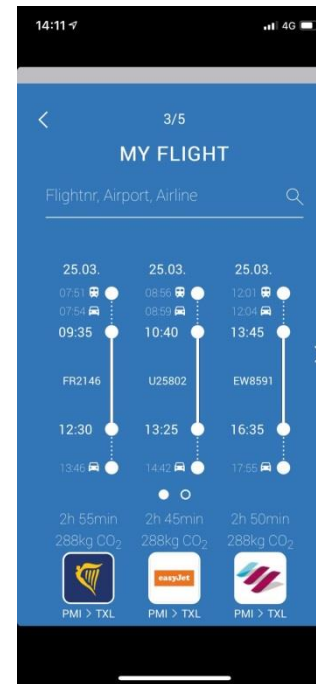 14:11
4G
3/5
MY FLIGHT
Flightnr, Airport, Airline
25.03. 25.03. 25.03.
07:51 08:56 12:01
07:54 08:59 12:04
09:35 10:40 13:45
FR2146 U25802 EW8591
12:30 13:25 16:35
13:46 14:42 17:55
2h 55min 2h 45min 2h 50min
288kg CO₂ 288kg CO₂ 288kg CO₂
easyJet
PMI > TXL PMI > TXL PMI > TXL